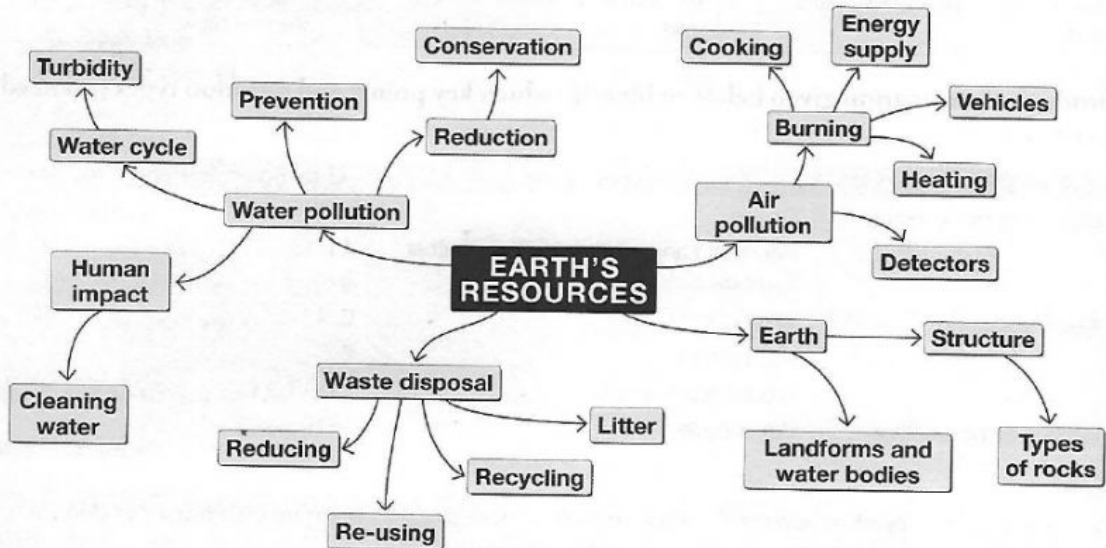 Turbidity
Water cycle
Prevention
Conservation
Reduction
Water pollution
Human
impact
Cleaning
water
EARTH'S
RESOURCES
Cooking
Energy
supply
Vehicles
Burning
Heating
Air
pollution
Detectors
Earth
Structure
Landforms and
water bodies
Types
of rocks
Waste disposal
Reducing
Re-using
Recycling
Litter